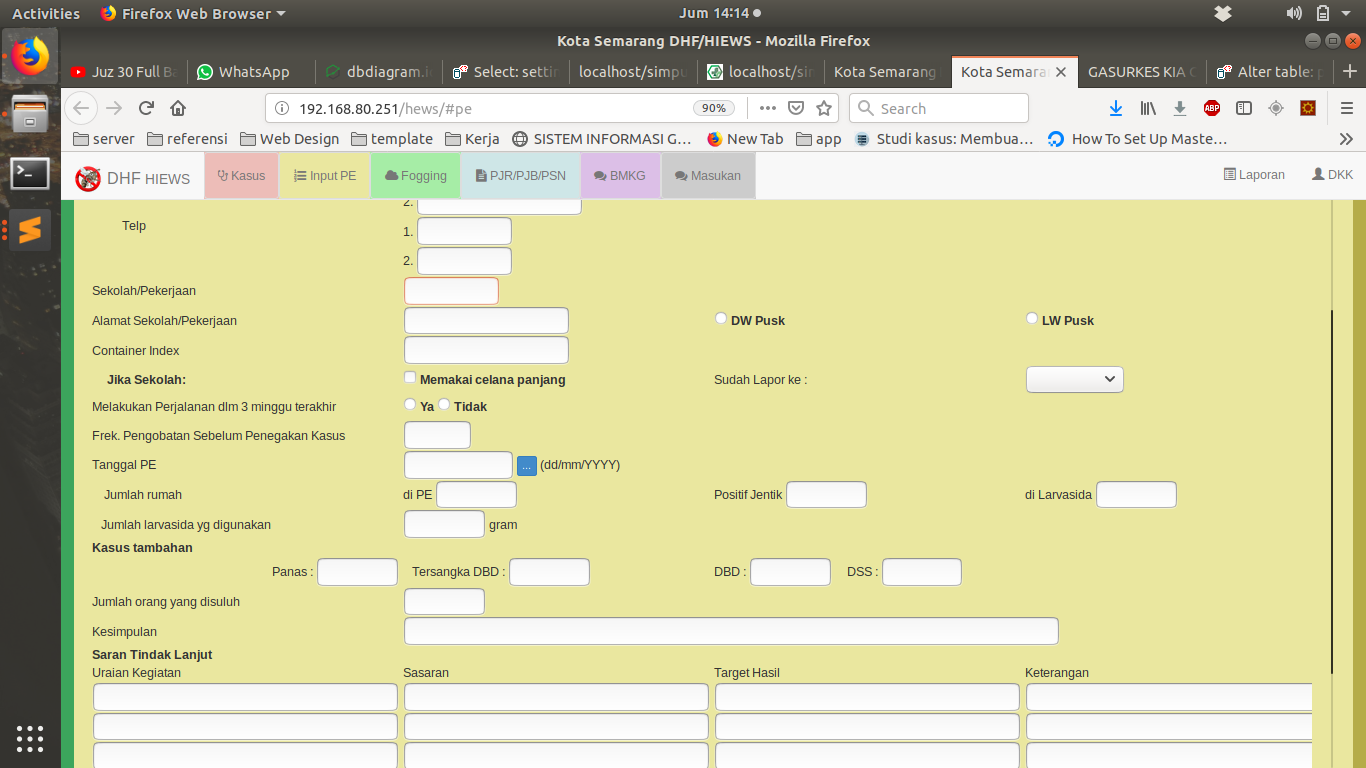 Activities Firefox Web Browser Jum 14:14
Kota Semarang DHF/HIEWS - Mozilla Firefox
Juz 30 Full Ba WhatsApp dbdiagram.i Select: settin localhost/simpu localhost/sim Kota Semarang Kota Semaran GASURKES KIA Alter table: p
192.168.80.251/hews/#pe 90% Search
server referensi Web Design template Kerja SISTEM INFORMASI G… New Tab app Studi kasus: Membua… How To Set Up Maste…
DHF HIEWS Kasus Input PE Fogging PJR/PJB/PSN BMKG Masukan Laporan DKK
2.
Telp
1.
2.
Sekolah/Pekerjaan
Alamat Sekolah/Pekerjaan DW Pusk LW Pusk
Container Index
Jika Sekolah: Memakai celana panjang Sudah Lapor ke :
Melakukan Perjalanan dlm 3 minggu terakhir Ya Tidak
Frek. Pengobatan Sebelum Penegakan Kasus
Tanggal PE ... (dd/mm/YYYY)
Jumlah rumah di PE Positif Jentik di Larvasida
Jumlah larvasida yg digunakan gram
Kasus tambahan
Panas : Tersangka DBD : DBD : DSS :
Jumlah orang yang disuluh
Kesimpulan
Saran Tindak Lanjut
Uraian Kegiatan Sasaran Target Hasil Keterangan